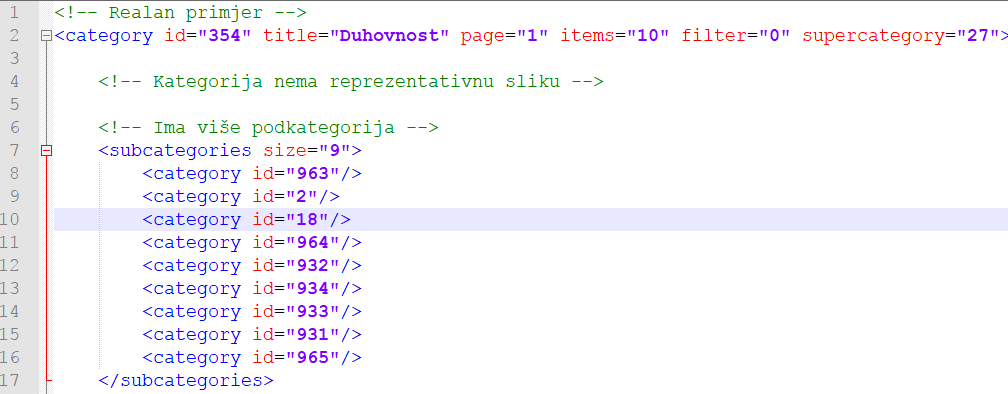 1 <!-- Realan primjer -->
2 <category id="354" title="Duhovnost" page="1" items="10" filter="0" supercategory="27">
3
4 <!-- Kategorija nema reprezentativnu sliku -->
5
6 <!-- Ima više podkategorija -->
7 <subcategories size="9">
8 <category id="963"/>
9 <category id="2"/>
10 <category id="18"/>
11 <category id="964"/>
12 <category id="932"/>
13 <category id="934"/>
14 <category id="933"/>
15 <category id="931"/>
16 <category id="965"/>
17 </subcategories>